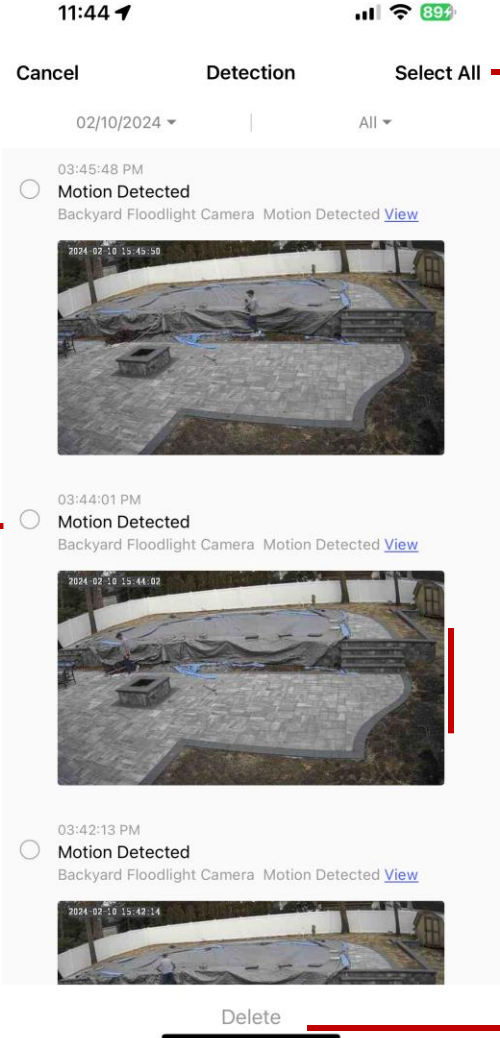 11:44
89
Cancel Detection Select All
02/10/2024 All
03:45:48 PM
Motion Detected
Backyard Floodlight Camera Motion Detected View
2024-02-10 15:45:50
03:44:01 PM
Motion Detected
Backyard Floodlight Camera Motion Detected View
2024-02-10 15:44:02
03:42:13 PM
Motion Detected
Backyard Floodlight Camera Motion Detected View
2024-02-10 15:42:14
Delete